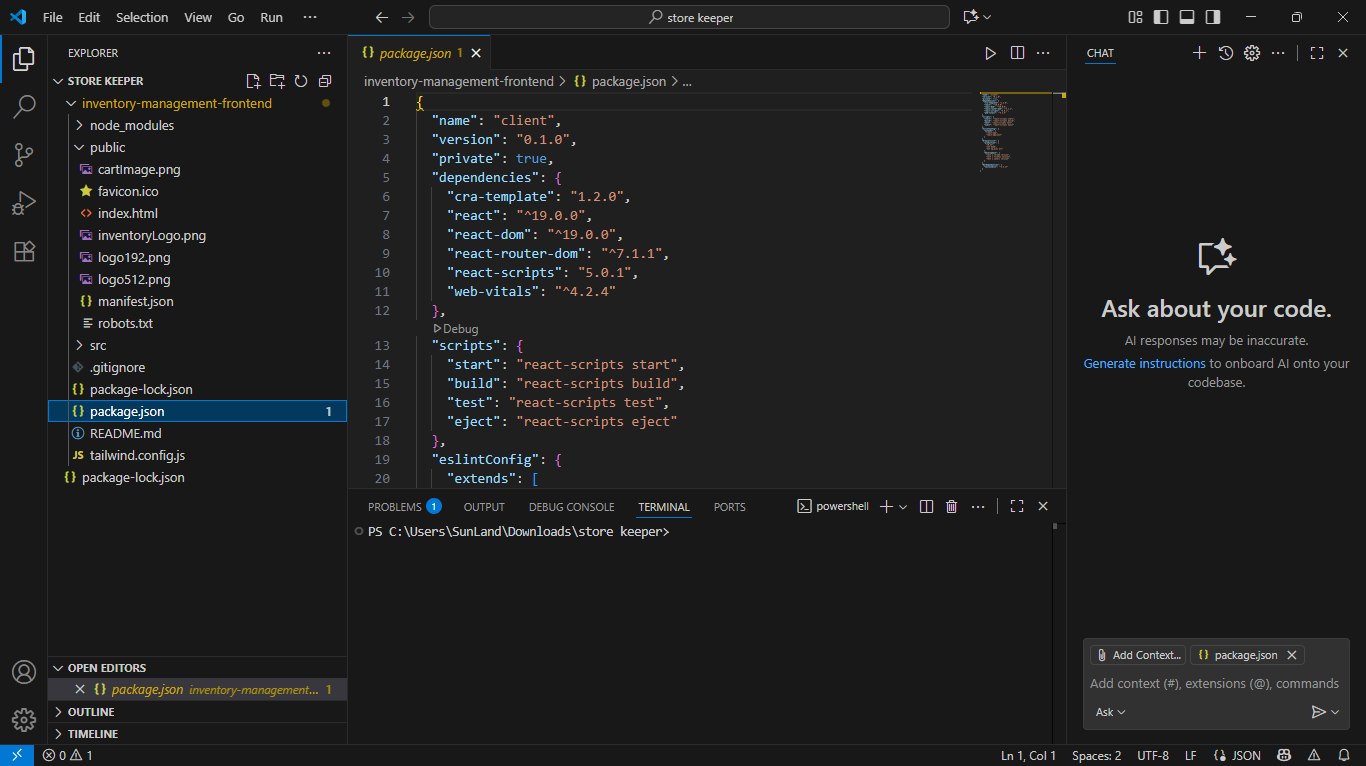 File Edit Selection View Go Run ···
store keeper
EXPLORER
STORE KEEPER
inventory-management-frontend
node_modules
public
cartImage.png
favicon.ico
index.html
inventoryLogo.png
logo192.png
logo512.png
manifest.json
robots.txt
src
.gitignore
package-lock.json
package.json 1
README.md
JS tailwind.config.js
package-lock.json
OPEN EDITORS
package.json inventory-management... 1
OUTLINE
TIMELINE
package.json 1
inventory-management-frontend > {} package.json > ...
1 {
2 "name": "client",
3 "version": "0.1.0",
4 "private": true,
5 "dependencies": {
6 "cra-template": "1.2.0",
7 "react": "^19.0.0",
8 "react-dom": "^19.0.0",
9 "react-router-dom": "^7.1.1",
10 "react-scripts": "5.0.1",
11 "web-vitals": "^4.2.4"
12 },
Debug
13 "scripts": {
14 "start": "react-scripts start",
15 "build": "react-scripts build",
16 "test": "react-scripts test",
17 "eject": "react-scripts eject"
18 },
19 "eslintConfig": {
20 "extends": [
PROBLEMS 1 OUTPUT DEBUG CONSOLE TERMINAL PORTS powershell
PS C:\Users\SunLand\Downloads\store keeper>
CHAT
Ask about your code.
AI responses may be inaccurate.
Generate instructions to onboard AI onto your
codebase.
Add Context... {} package.json
Add context (#), extensions (@), commands
Ask
0 1
Ln 1, Col 1 Spaces: 2 UTF-8 LF {} JSON